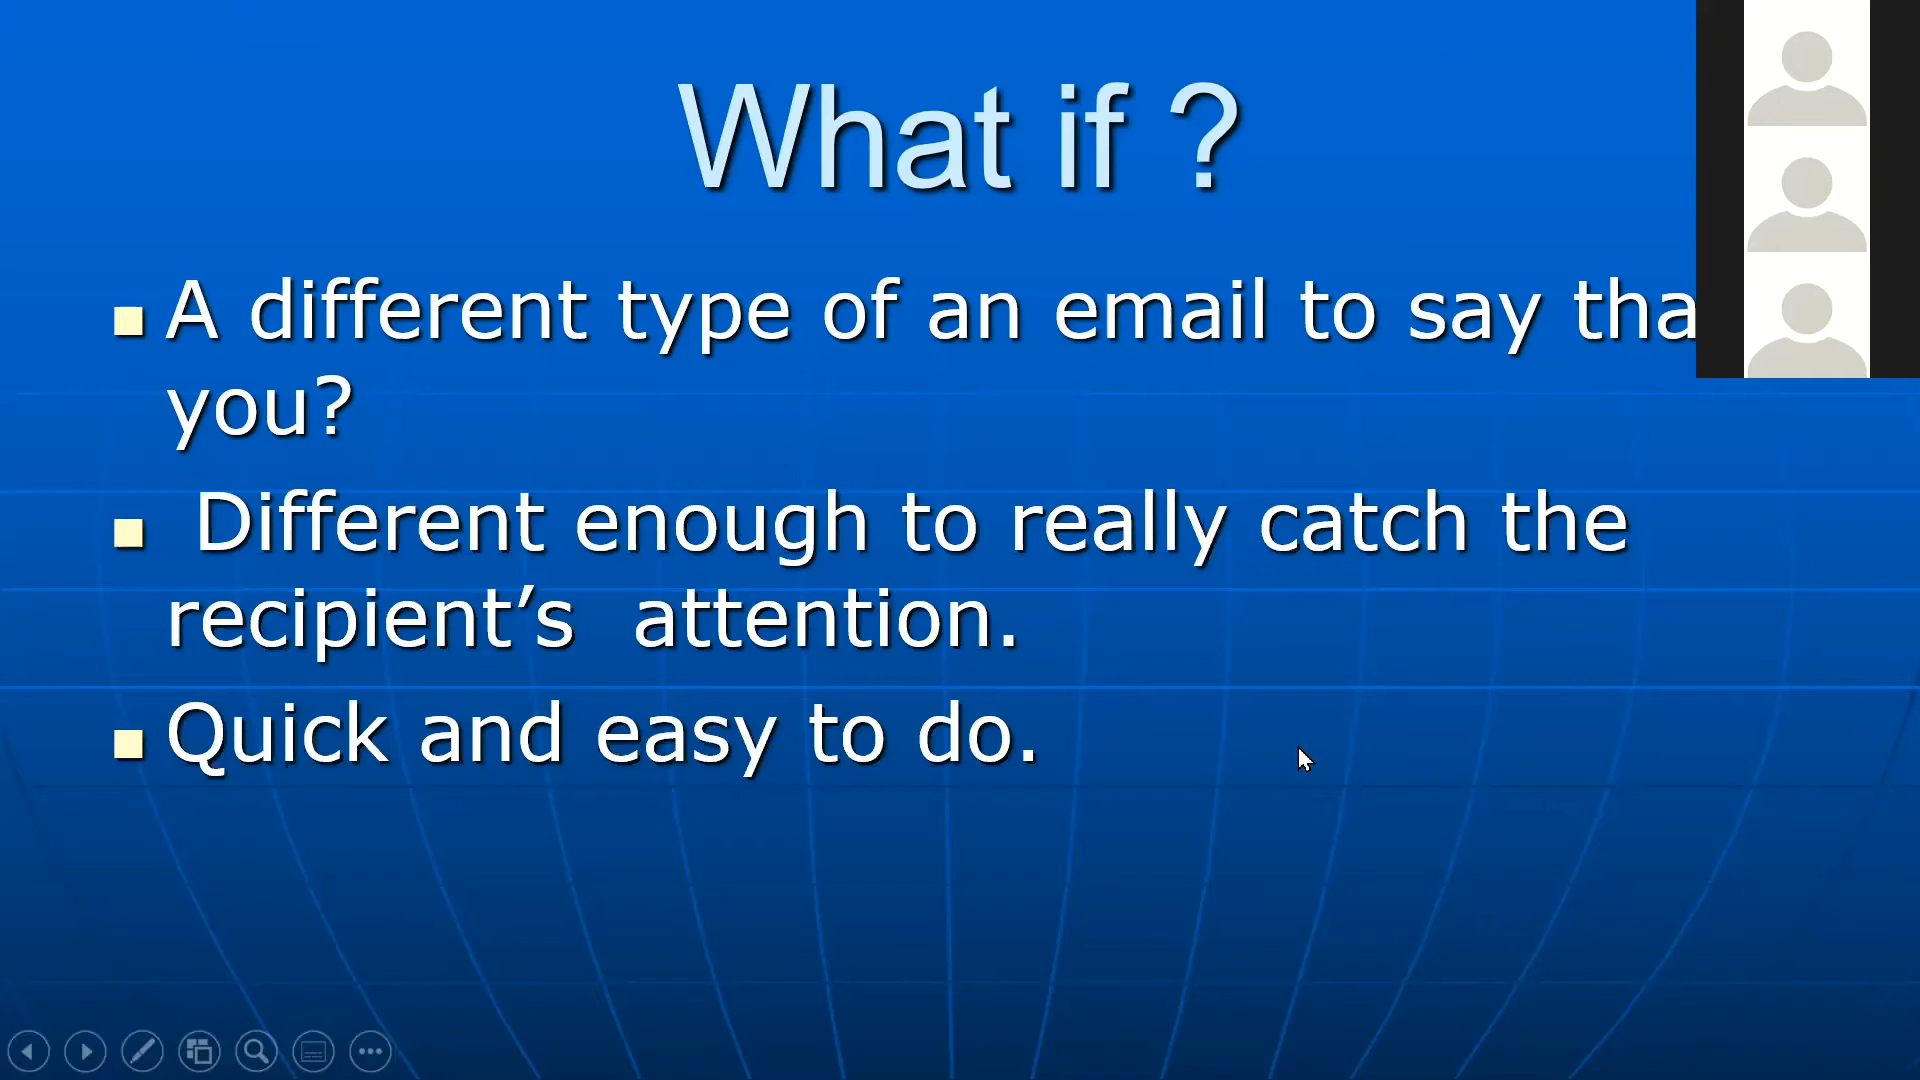 What if ?
A different type of an email to say
you?
Different enough to really catch the
recipient’s attention.
Quick and easy to do.